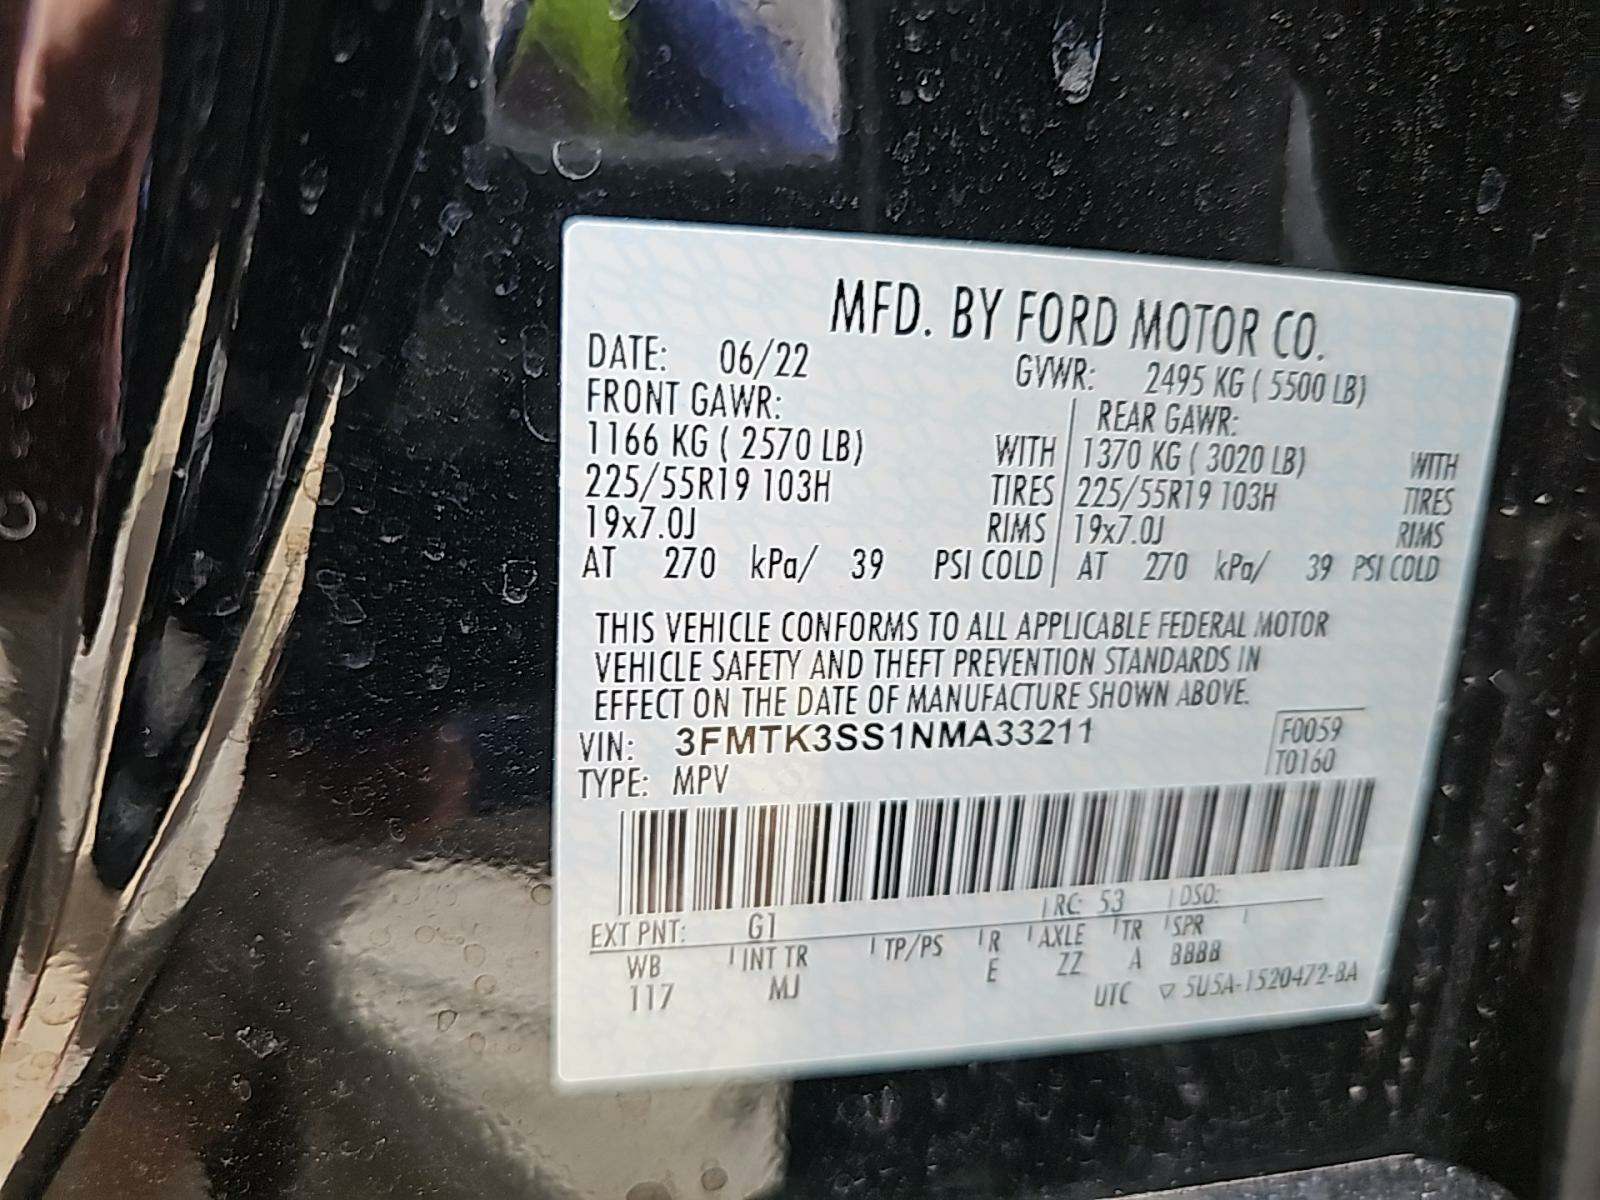 MFD. BY FORD MOTOR CO.
DATE: 06/22 GVWR: 2495 KG ( 5500 LB)
FRONT GAWR: REAR GAWR:
1166 KG ( 2570 LB) WITH 1370 KG ( 3020 LB) WITH
225/55R19 103H TIRES 225/55R19 103H TIRES
19x7.0J RIMS 19x7.0J RIMS
AT 270 kPa/ 39 PSI COLD AT 270 kPa/ 39 PSI COLD
THIS VEHICLE CONFORMS TO ALL APPLICABLE FEDERAL MOTOR
VEHICLE SAFETY AND THEFT PREVENTION STANDARDS IN
EFFECT ON THE DATE OF MANUFACTURE SHOWN ABOVE.
VIN: 3FMTK3SS1NMA33211 F0059
TYPE: MPV T0160
EXT PNT: G1 RC: 53 DSO:
WB INT TR TP/PS R AXLE TR SPR
117 MJ E ZZ A BBBB
UTC ▽ 5U5A-1520472-BA